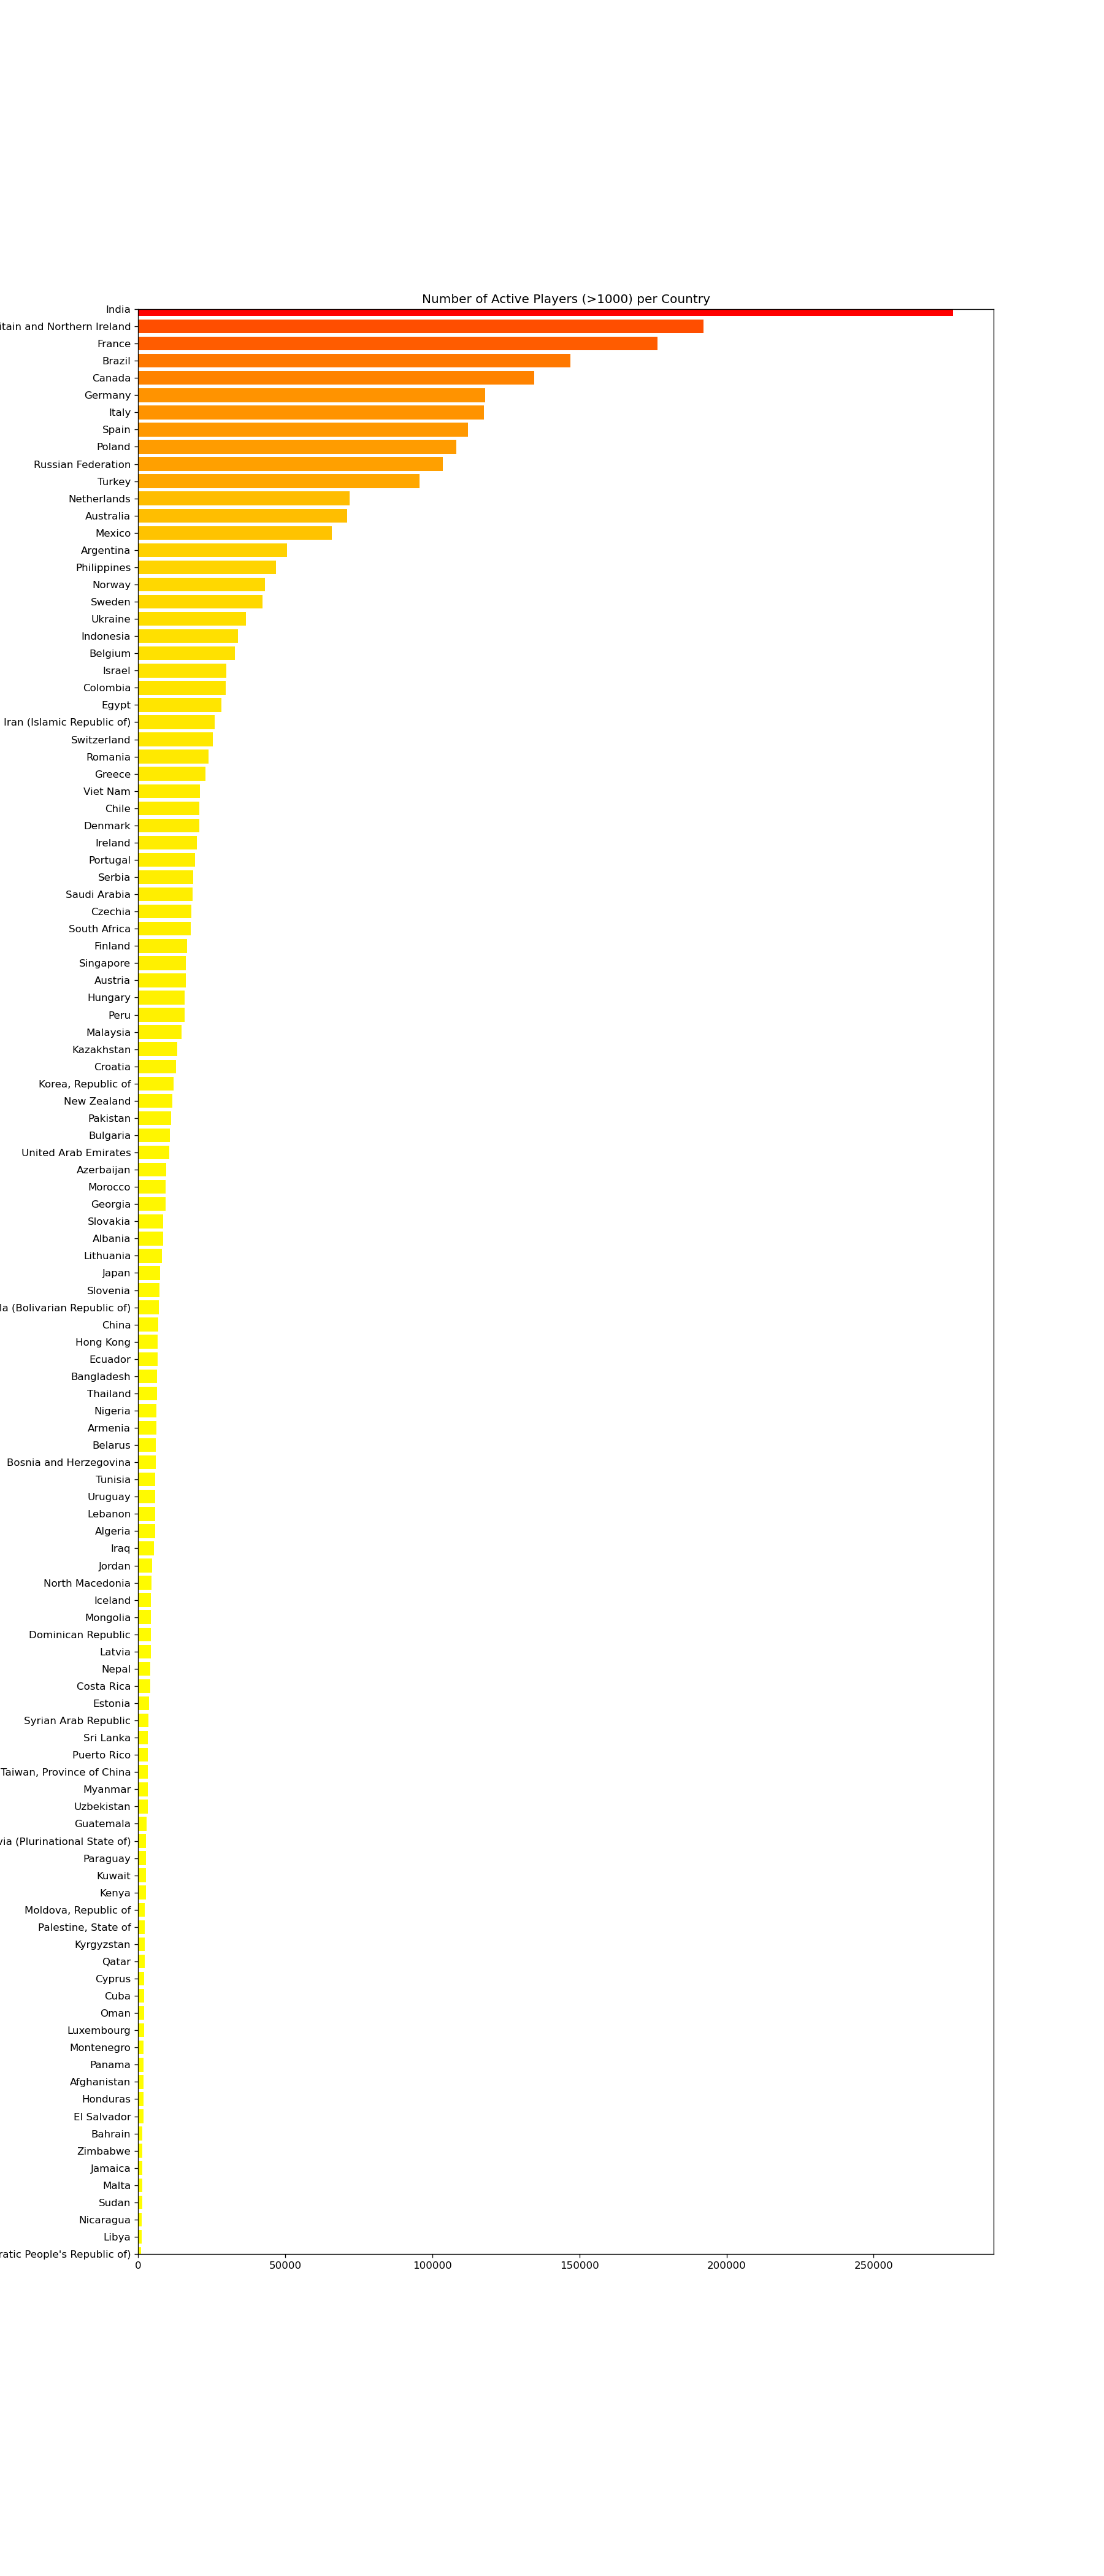 Number of Active Players (>1000) per Country
India
itain and Northern Ireland
France
Brazil
Canada
Germany
Italy
Spain
Poland
Russian Federation
Turkey
Netherlands
Australia
Mexico
Argentina
Philippines
Norway
Sweden
Ukraine
Indonesia
Belgium
Israel
Colombia
Egypt
Iran (Islamic Republic of)
Switzerland
Romania
Greece
Viet Nam
Chile
Denmark
Ireland
Portugal
Serbia
Saudi Arabia
Czechia
South Africa
Finland
Singapore
Austria
Hungary
Peru
Malaysia
Kazakhstan
Croatia
Korea, Republic of
New Zealand
Pakistan
Bulgaria
United Arab Emirates
Azerbaijan
Morocco
Georgia
Slovakia
Albania
Lithuania
Japan
Slovenia
la (Bolivarian Republic of)
China
Hong Kong
Ecuador
Bangladesh
Thailand
Nigeria
Armenia
Belarus
Bosnia and Herzegovina
Tunisia
Uruguay
Lebanon
Algeria
Iraq
Jordan
North Macedonia
Iceland
Mongolia
Dominican Republic
Latvia
Nepal
Costa Rica
Estonia
Syrian Arab Republic
Sri Lanka
Puerto Rico
Taiwan, Province of China
Myanmar
Uzbekistan
Guatemala
via (Plurinational State of)
Paraguay
Kuwait
Kenya
Moldova, Republic of
Palestine, State of
Kyrgyzstan
Qatar
Cyprus
Cuba
Oman
Luxembourg
Montenegro
Panama
Afghanistan
Honduras
El Salvador
Bahrain
Zimbabwe
Jamaica
Malta
Sudan
Nicaragua
Libya
ratic People's Republic of)
0 50000 100000 150000 200000 250000